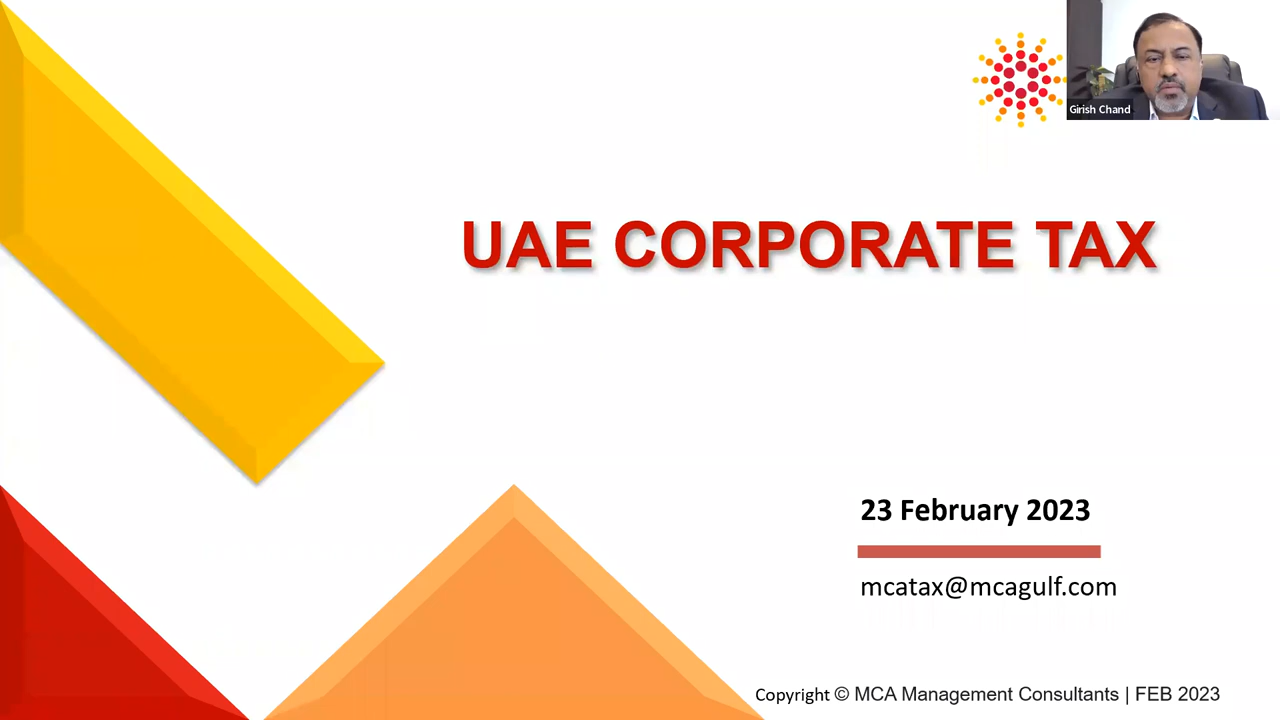 Girish Chand
UAE CORPORATE TAX
23 February 2023
mcatax@mcagulf.com
Copyright © MCA Management Consultants | FEB 2023